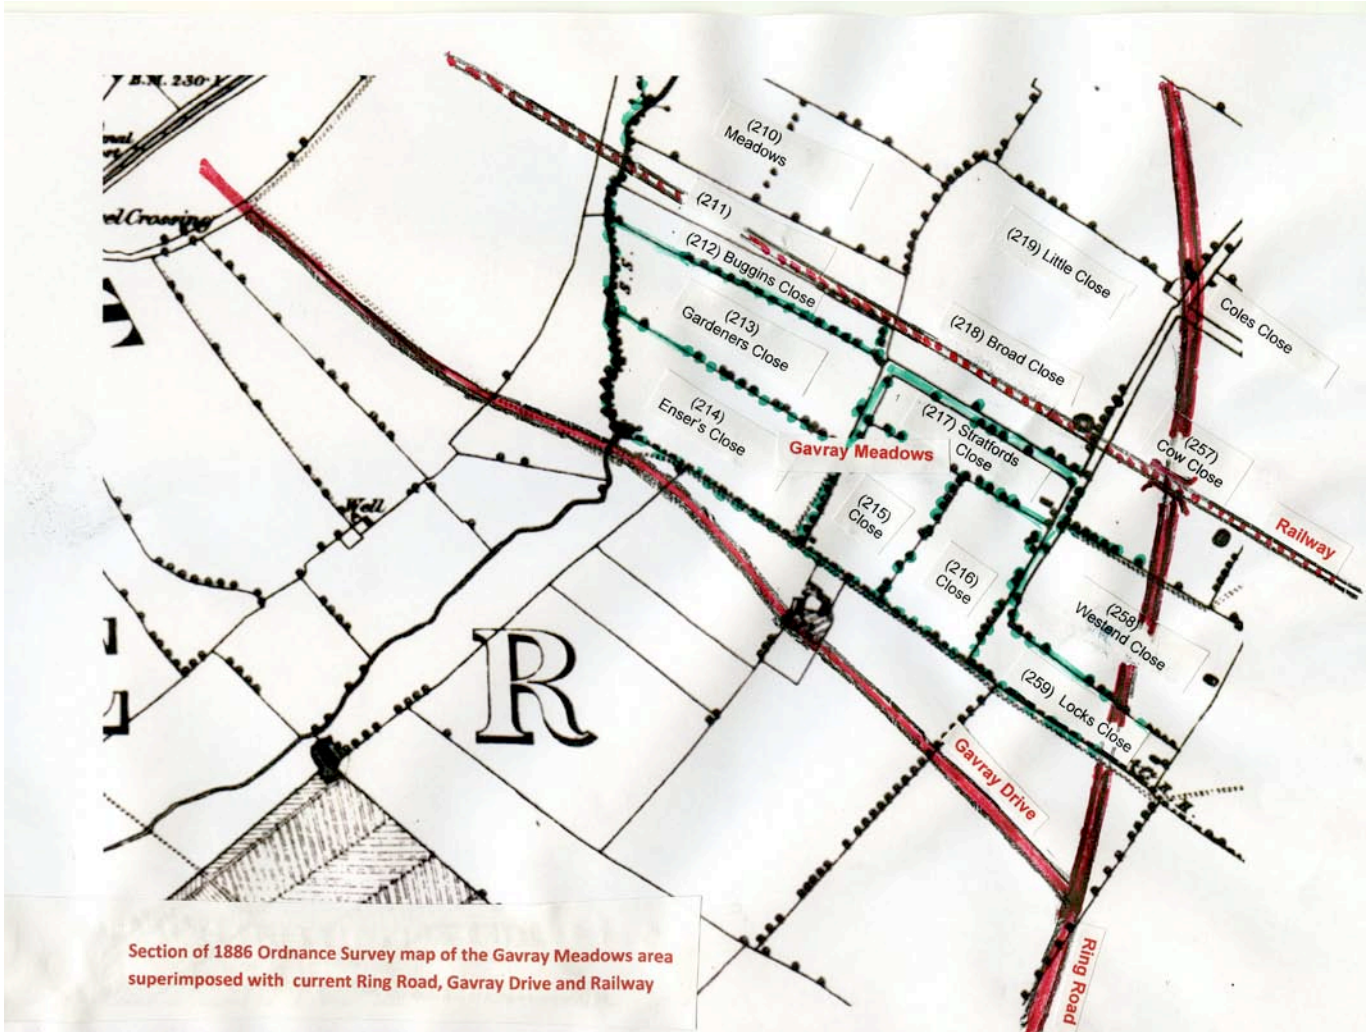 B.M. 230·1
(210)
Meadows
(211)
vel Crossing
(212) Buggins Close
(219) Little Close
Coles Close
(213)
Gardeners Close
(218) Broad Close
(214)
Enser's Close
(217) Stratfords
Close
Gavray Meadows
(257)
Cow Close
(215)
Close
Well
Railway
(216)
Close
(258)
Westend Close
R
(259) Locks Close
Gavray Drive
Section of 1886 Ordnance Survey map of the Gavray Meadows area
superimposed with current Ring Road, Gavray Drive and Railway
Ring Road